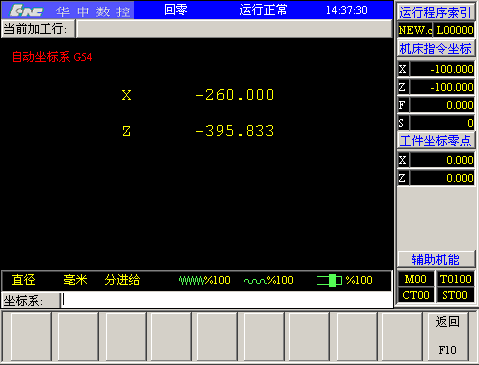 华中数控 回零 运行正常 14:37:30 运行程序索引
NEW.c L00000
当前加工行:
机床指令坐标
自动坐标系 G54
X -100.000
Z -100.000
F 0.000
S 0
X -260.000
Z -395.833
工件坐标零点
X 0.000
Z 0.000
辅助机能
M00 T0100
CT00 ST00
直径 毫米 分进给 %100 %100 %100
坐标系:
返回
F10